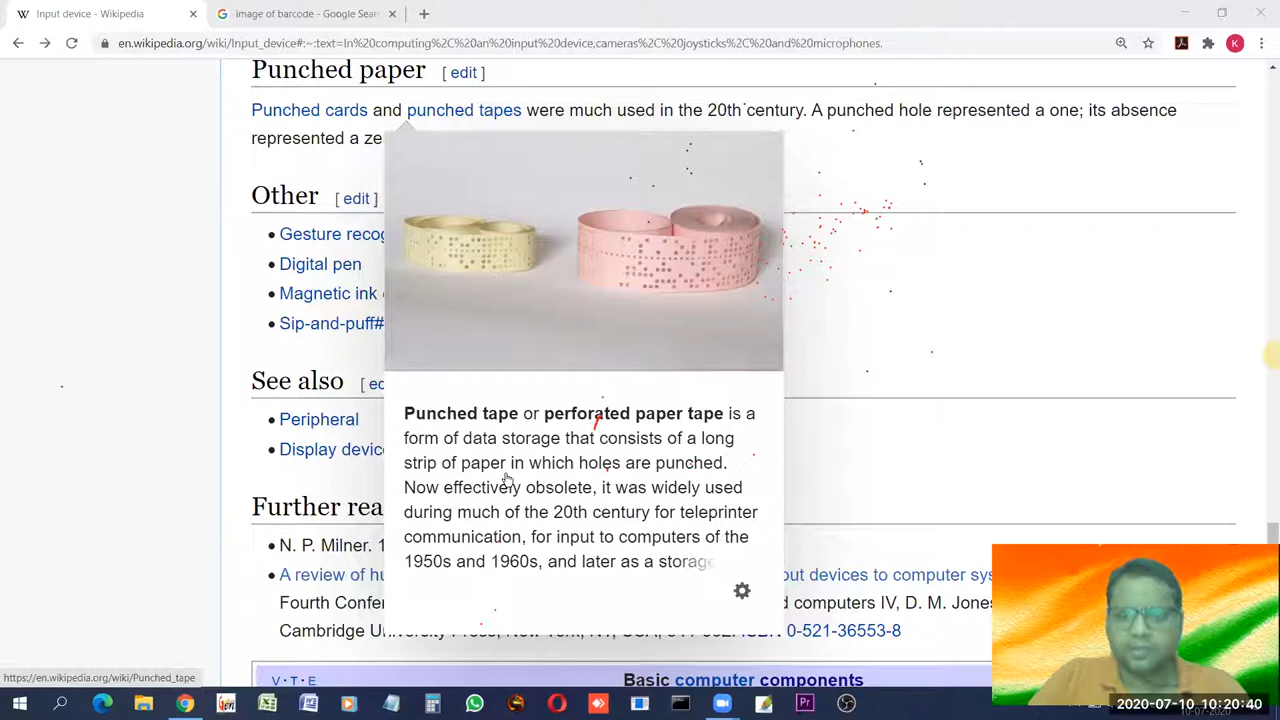 Input device - Wikipedia
image of barcode - Google Sear
en.wikipedia.org/wiki/Input_device#:~:text=In%20computing%2C%20an%20input%20device,cameras%2C%20joysticks%2C%20and%20microphones.
K
Punched paper [ edit ]
Punched cards and punched tapes were much used in the 20th century. A punched hole represented a one; its absence
represented a ze
Other [ edit ]
Gesture recog
Digital pen
Magnetic ink
Sip-and-puff#
See also [ ed
Peripheral
Display device
Punched tape or perforated paper tape is a
form of data storage that consists of a long
strip of paper in which holes are punched.
Now effectively obsolete, it was widely used
during much of the 20th century for teleprinter
communication, for input to computers of the
1950s and 1960s, and later as a storage
Further rea
N. P. Milner. 1
A review of hu put devices to computer sys
Fourth Confer d computers IV, D. M. Jones
Cambridge Un ISBN 0-521-36553-8
V·T·E Basic computer components
https://en.wikipedia.org/wiki/Punched_tape
2020-07-10 10:20:40
10-07-2020